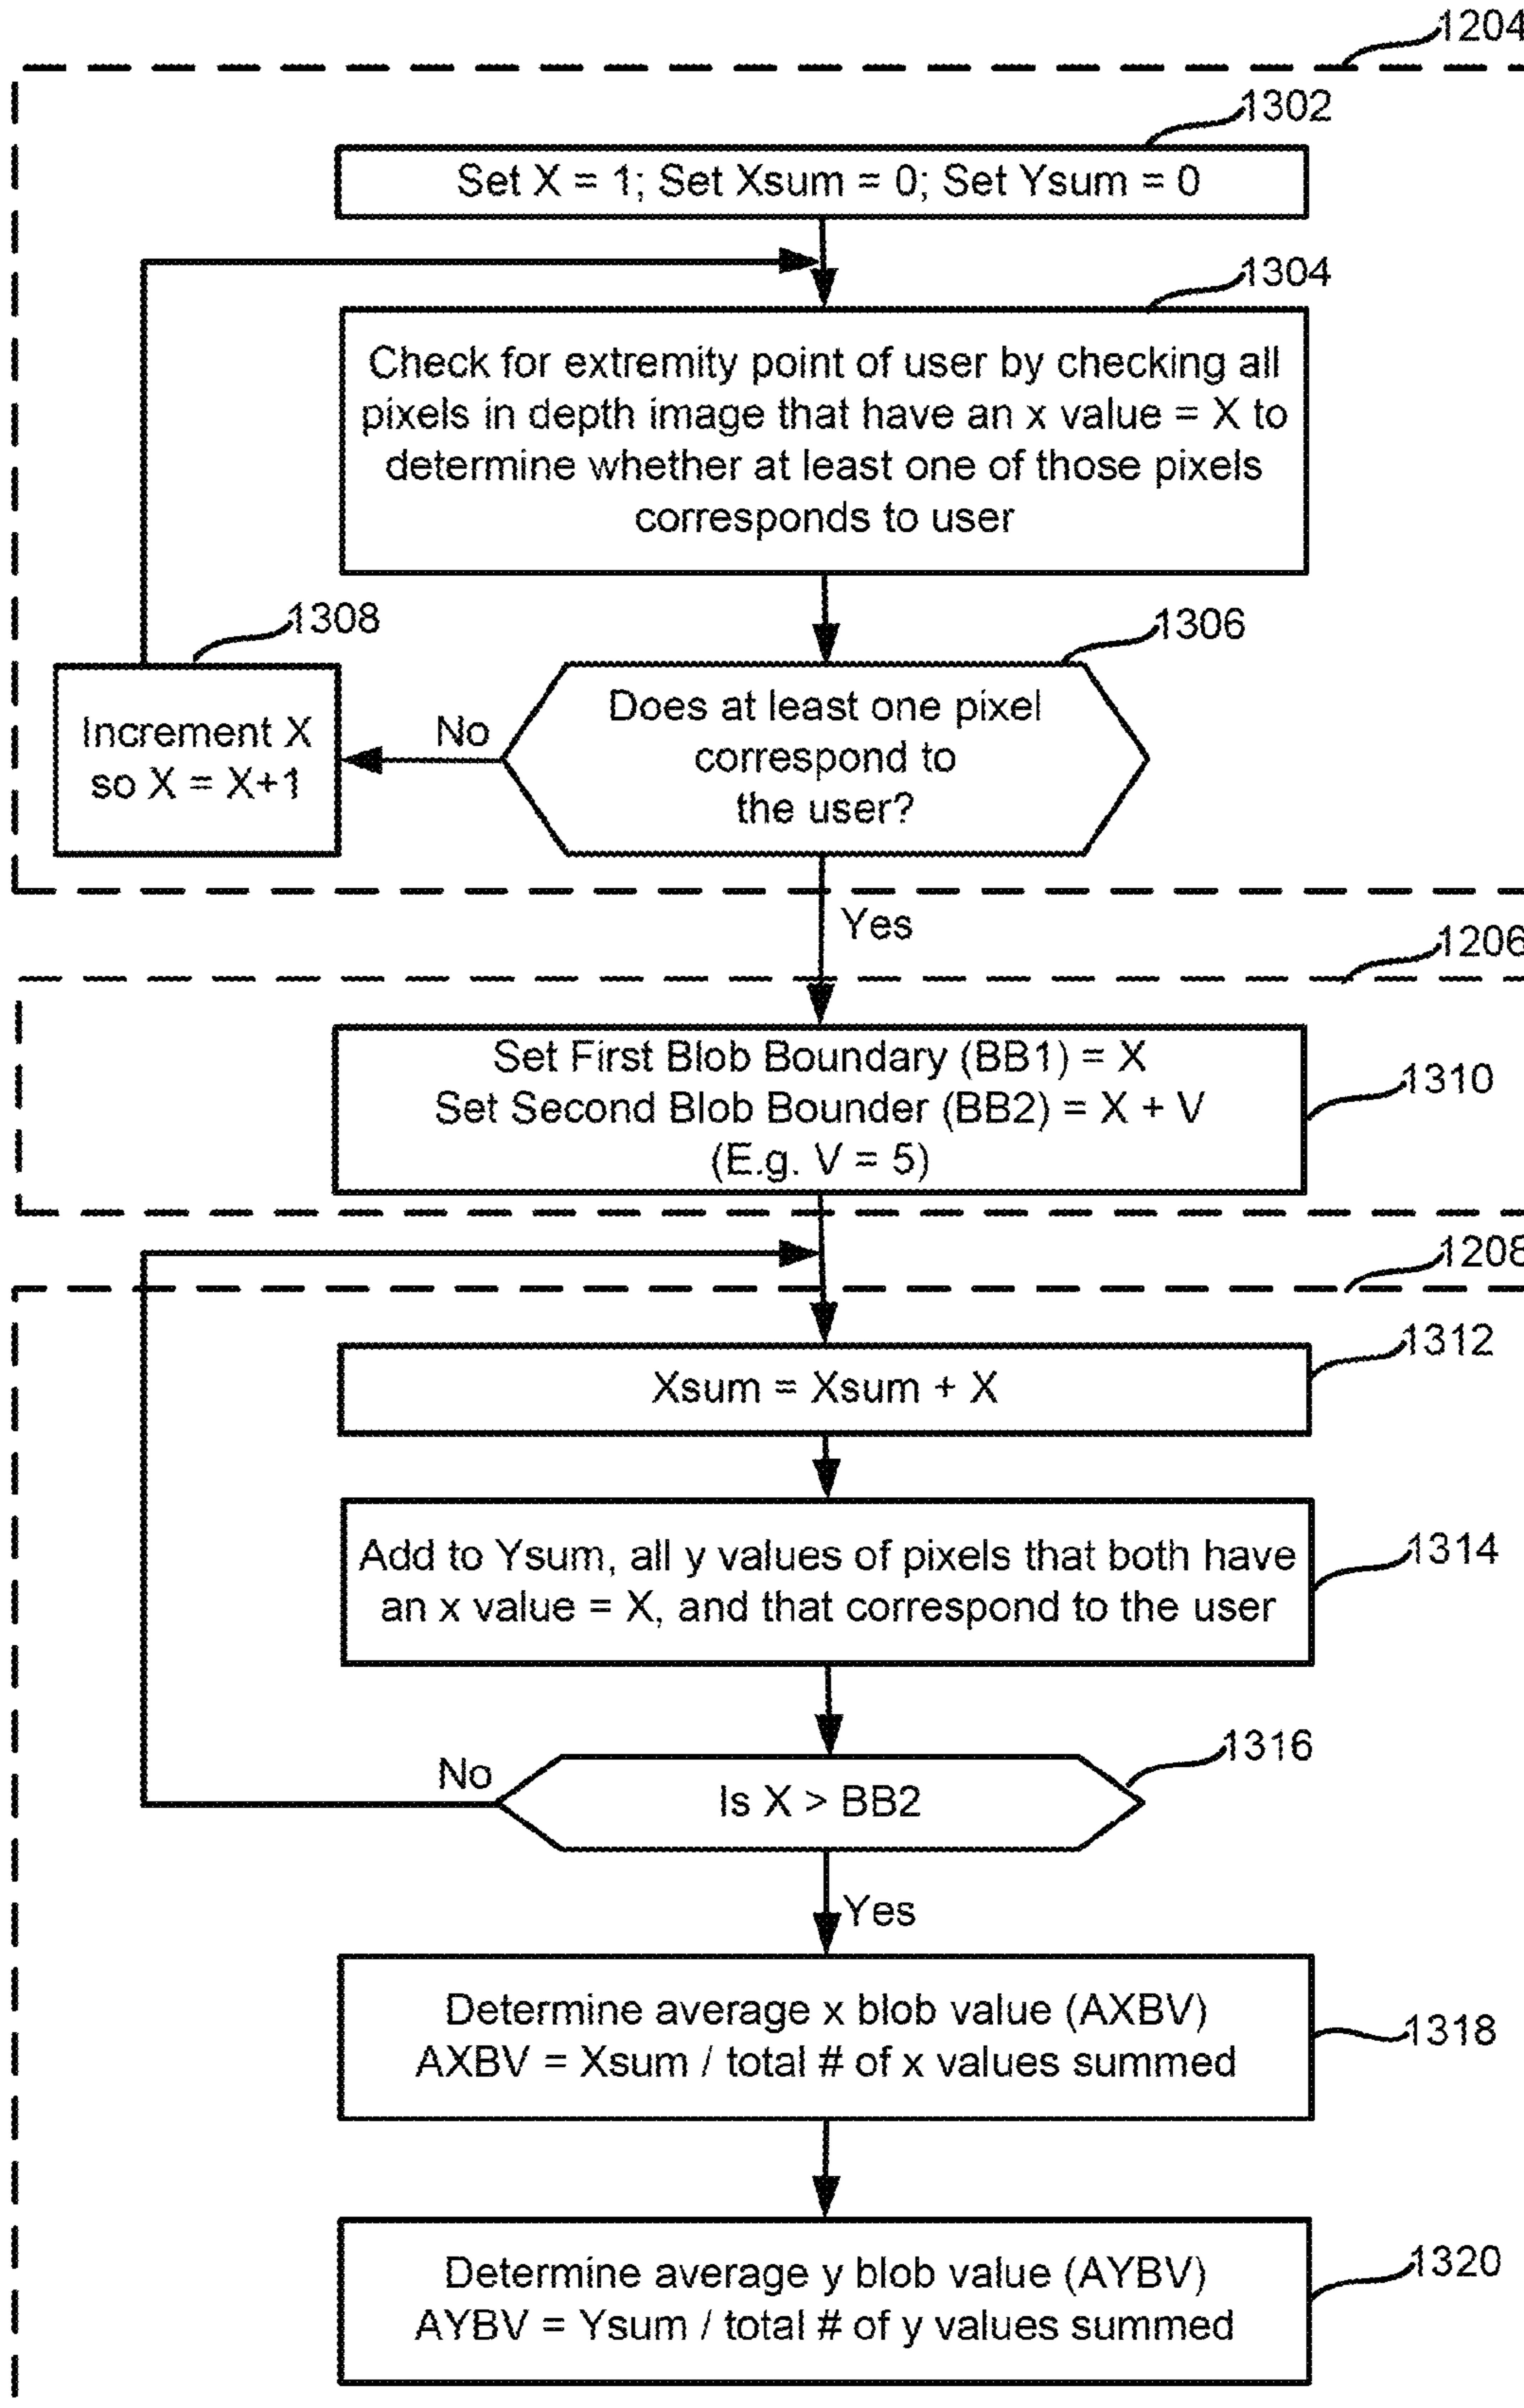 1204
1302
Set X = 1; Set Xsum = 0; Set Ysum = 0
1304
Check for extremity point of user by checking all
pixels in depth image that have an x value = X to
determine whether at least one of those pixels
corresponds to user
1308
1306
Increment X
so X = X+1
No
Does at least one pixel
correspond to
the user?
Yes
1206
Set First Blob Boundary (BB1) = X
Set Second Blob Bounder (BB2) = X + V
(E.g. V = 5)
1310
1208
1312
Xsum = Xsum + X
Add to Ysum, all y values of pixels that both have
an x value = X, and that correspond to the user
1314
1316
No
Is X > BB2
Yes
Determine average x blob value (AXBV)
AXBV = Xsum / total # of x values summed
1318
Determine average y blob value (AYBV)
AYBV = Ysum / total # of y values summed
1320